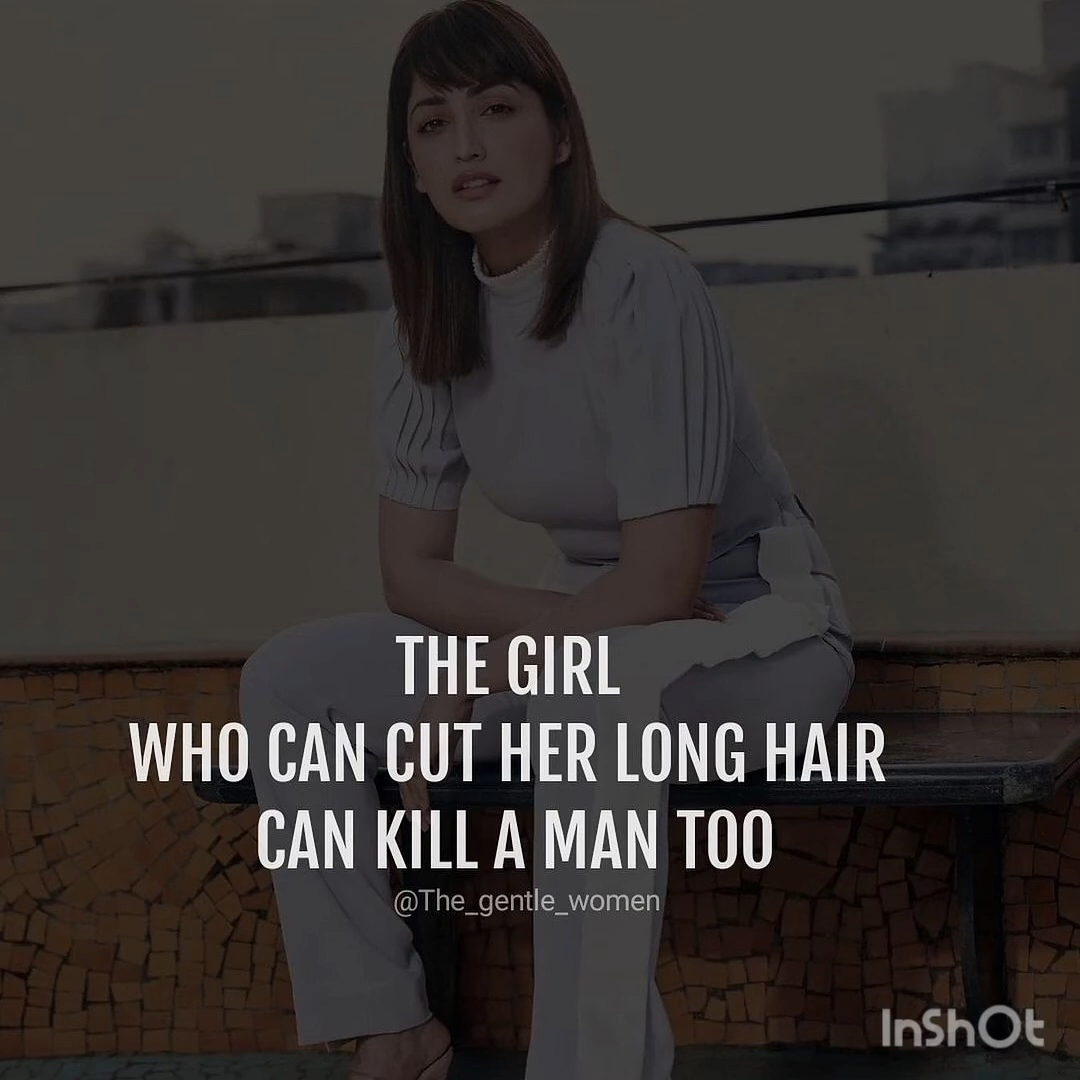 THE GIRL
WHO CAN CUT HER LONG HAIR
CAN KILL A MAN TOO
@The_gentle_women
InShOt